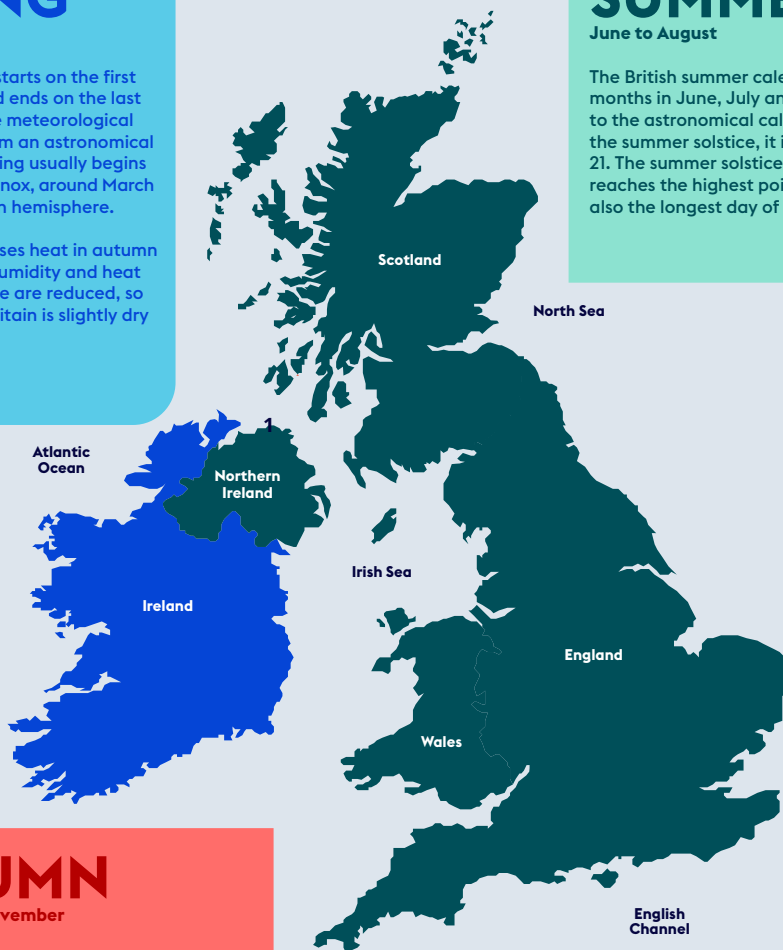 NG
starts on the first
d ends on the last
e meteorological
m an astronomical
ing usually begins
nox, around March
n hemisphere.
ses heat in autumn
umidity and heat
e are reduced, so
itain is slightly dry
SUMME
June to August
The British summer cale
months in June, July an
to the astronomical cal
the summer solstice, it i
21. The summer solstice
reaches the highest poi
also the longest day of
Scotland
North Sea
1
Atlantic
Ocean
Northern
Ireland
Irish Sea
Ireland
England
Wales
UMN
vember
English
Channel